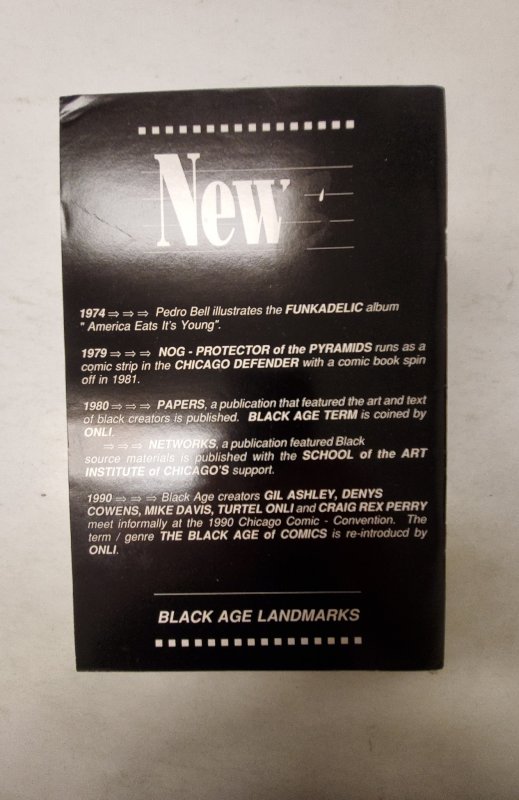 New
1974 ⇒ ⇒ ⇒ Pedro Bell illustrates the FUNKADELIC album
" America Eats It's Young".
1979 ⇒ ⇒ ⇒ NOG - PROTECTOR of the PYRAMIDS runs as a
comic strip in the CHICAGO DEFENDER with a comic book spin
off in 1981.
1980 ⇒ ⇒ ⇒ PAPERS, a publication that featured the art and text
of black creators is published. BLACK AGE TERM is coined by
ONLI.
⇒ ⇒ ⇒ NETWORKS, a publication featured Black
source materials is published with the SCHOOL of the ART
INSTITUTE of CHICAGO'S support.
1990 ⇒ ⇒ ⇒ Black Age creators GIL ASHLEY, DENYS
COWENS, MIKE DAVIS, TURTEL ONLI and CRAIG REX PERRY
meet informally at the 1990 Chicago Comic - Convention. The
term / genre THE BLACK AGE of COMICS is re-introducd by
ONLI.
BLACK AGE LANDMARKS